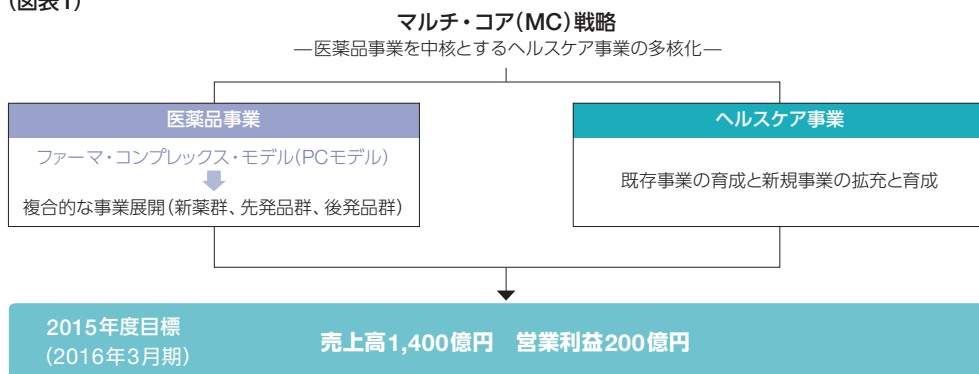 (図表1)
マルチ・コア(MC)戦略
―医薬品事業を中核とするヘルスケア事業の多核化―
医薬品事業
ファーマ・コンプレックス・モデル(PCモデル)
複合的な事業展開(新薬群、先発品群、後発品群)
ヘルスケア事業
既存事業の育成と新規事業の拡充と育成
2015年度目標
(2016年3月期)
売上高1,400億円 営業利益200億円